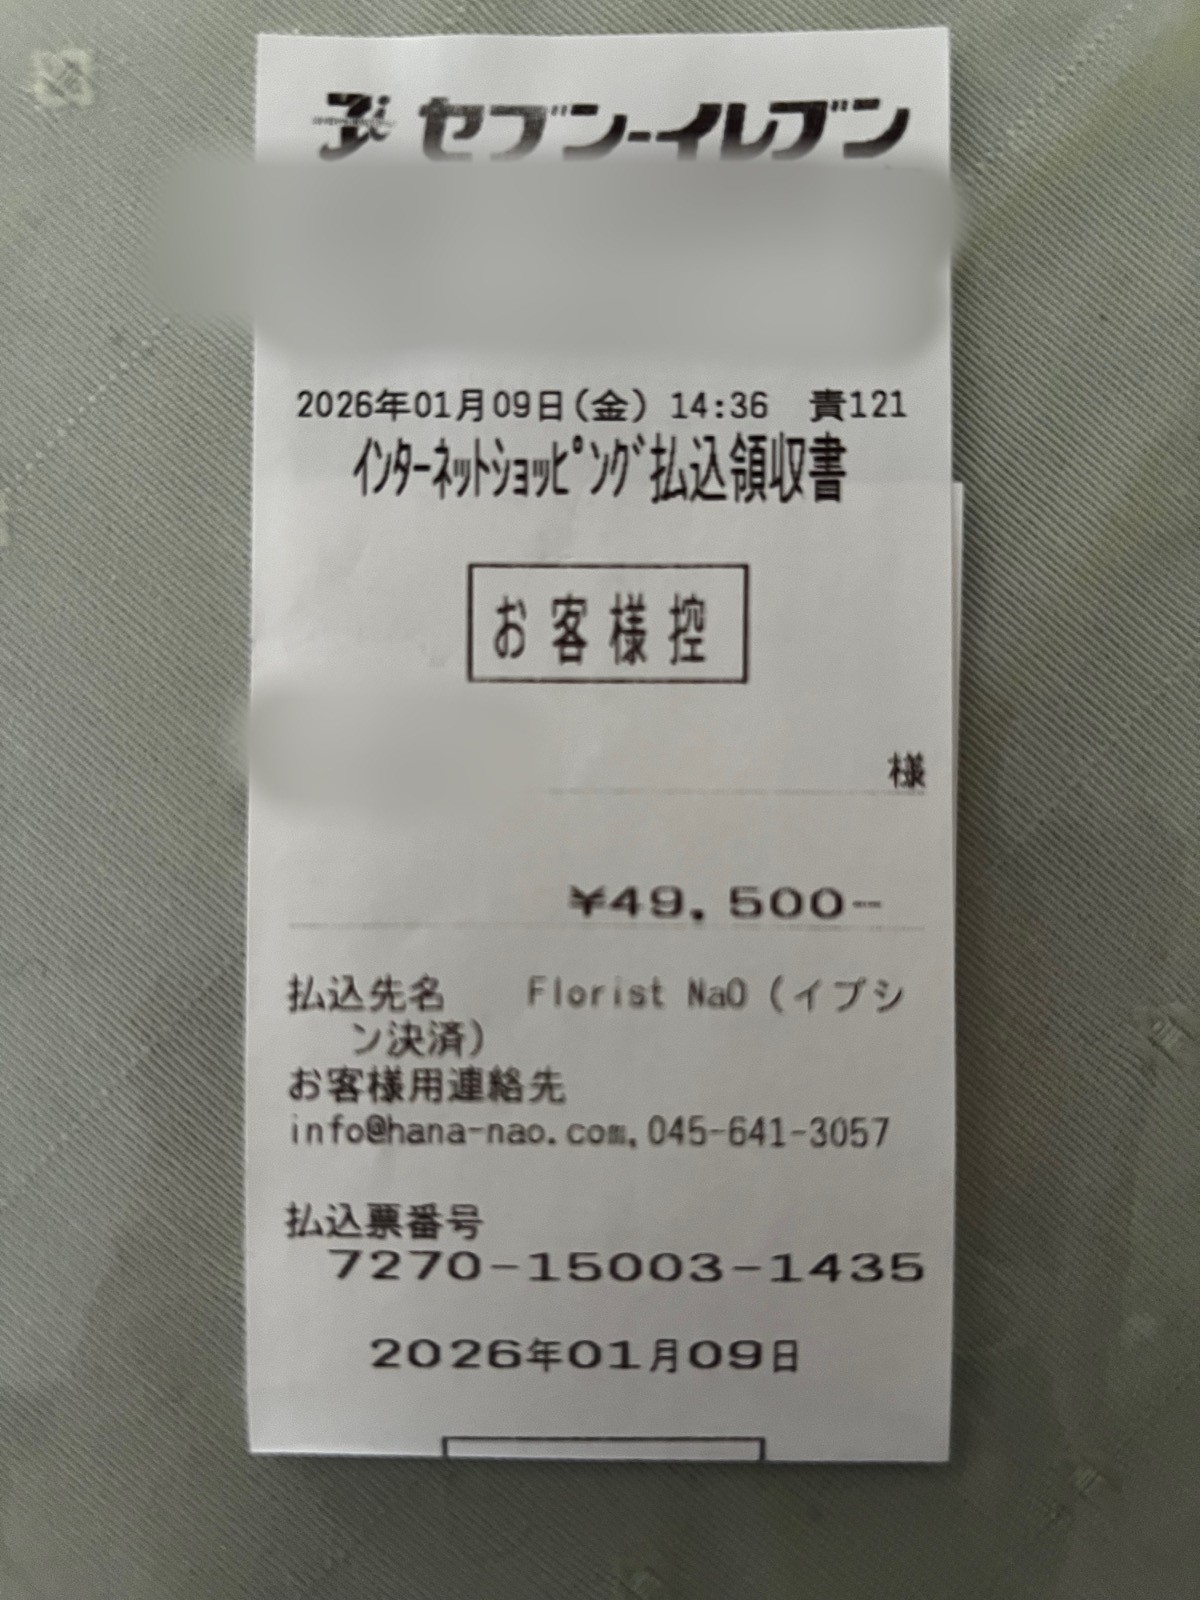 セブン-イレブン
2026年01月09日(金) 14:36 責121
インターネットショッピング払込領収書
お客様控
様
¥49,500-
払込先名 Florist NaO(イプシ
ン決済)
お客様用連絡先
info@hana-nao.com,045-641-3057
払込票番号
7270-15003-1435
2026年01月09日